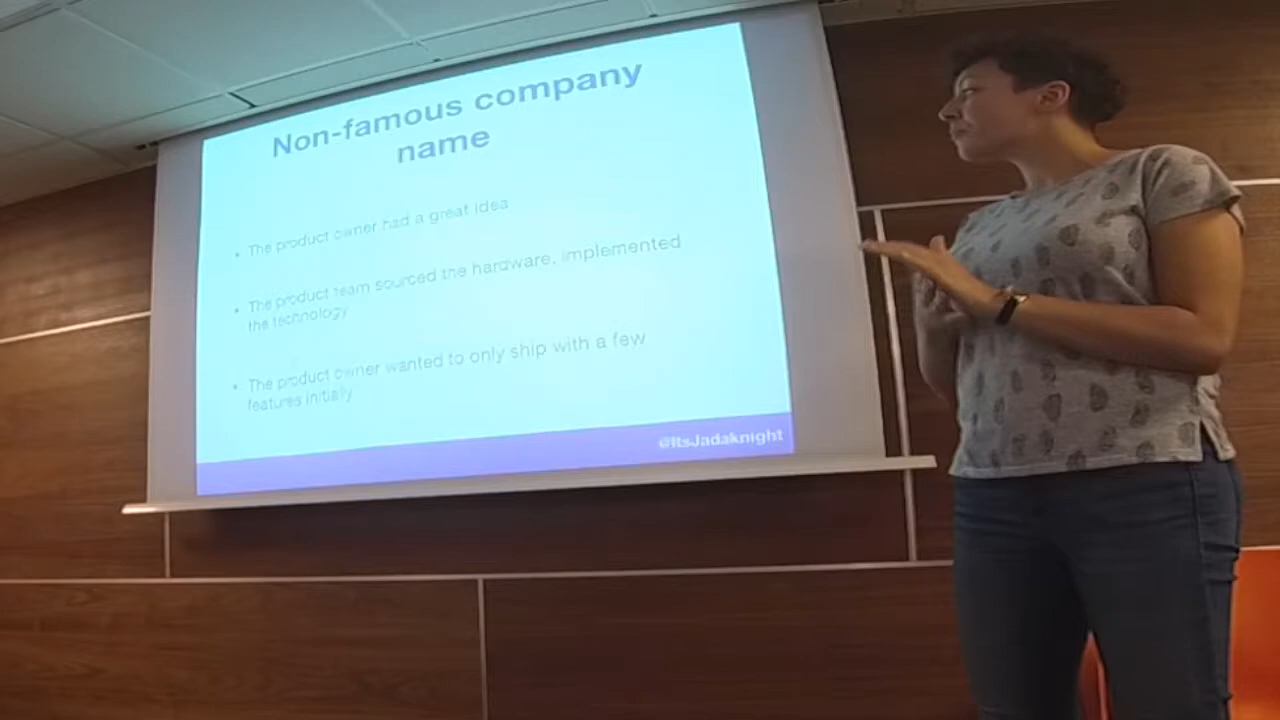 Non-famous company
name
• The product owner had a great idea
• The product team sourced the hardware, implemented
the technology
• The product owner wanted to only ship with a few
features initially
@ItsJadaknight